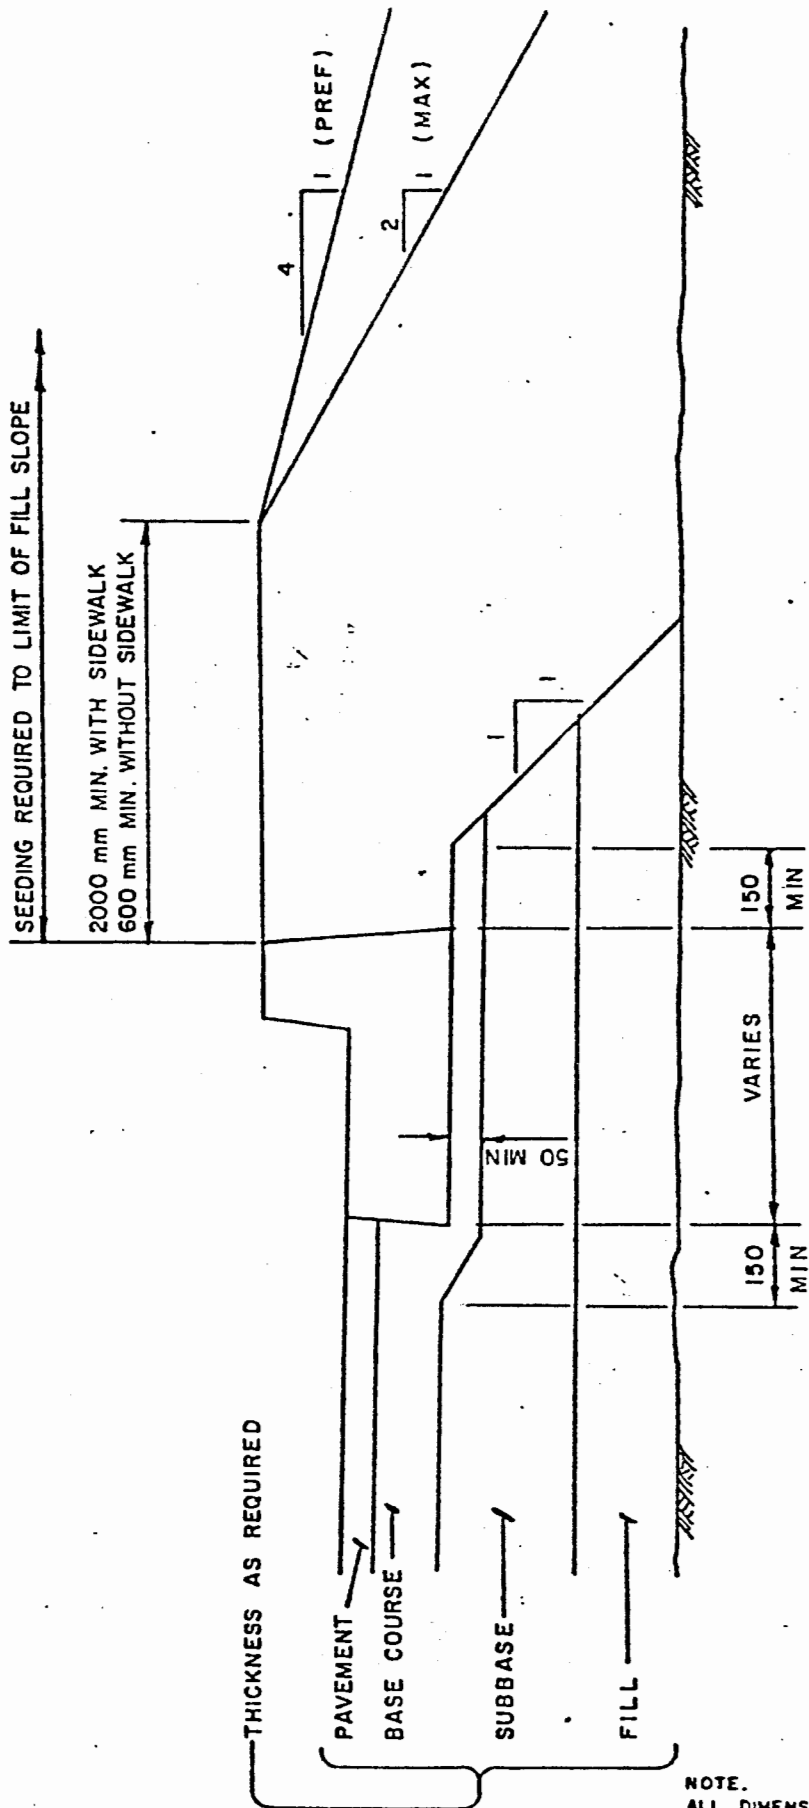 SEEDING REQUIRED TO LIMIT OF FILL SLOPE
2000 mm MIN. WITH SIDEWALK
600 mm MIN. WITHOUT SIDEWALK
4
1 (PREF)
2
1 (MAX)
1
1
50 MIN
150
MIN
VARIES
150
MIN
THICKNESS AS REQUIRED
PAVEMENT
BASE COURSE
SUBBASE
FILL
NOTE.